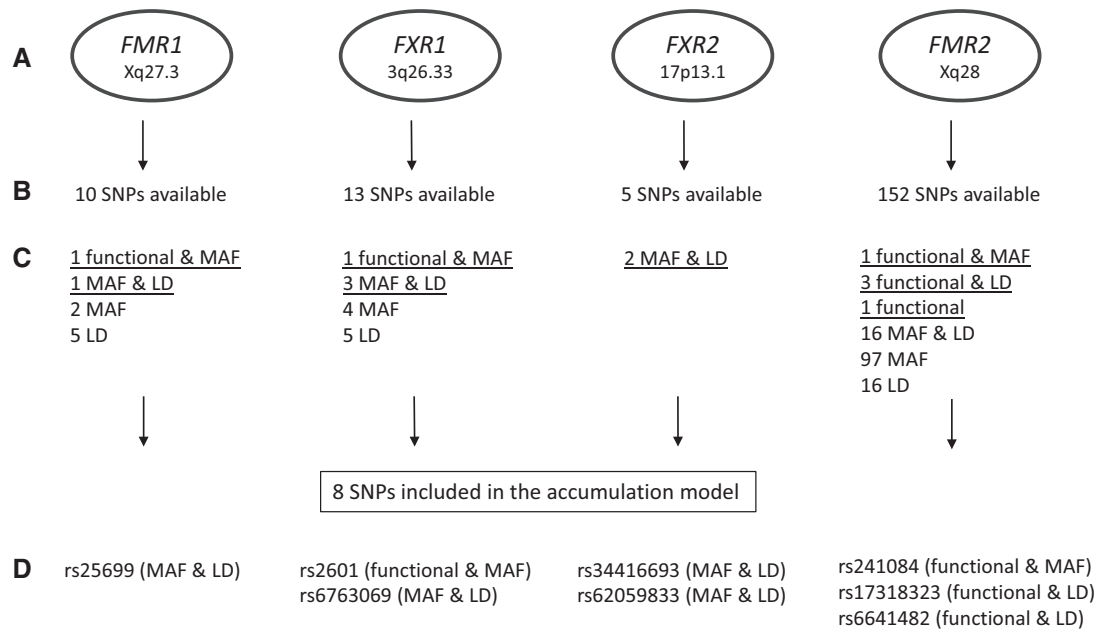 A
FMR1
Xq27.3
FXR1
3q26.33
FXR2
17p13.1
FMR2
Xq28
B
10 SNPs available
13 SNPs available
5 SNPs available
152 SNPs available
C
1 functional & MAF
1 MAF & LD
2 MAF
5 LD
1 functional & MAF
3 MAF & LD
4 MAF
5 LD
2 MAF & LD
1 functional & MAF
3 functional & LD
1 functional
16 MAF & LD
97 MAF
16 LD
8 SNPs included in the accumulation model
D
rs25699 (MAF & LD)
rs2601 (functional & MAF)
rs6763069 (MAF & LD)
rs34416693 (MAF & LD)
rs62059833 (MAF & LD)
rs241084 (functional & MAF)
rs17318323 (functional & LD)
rs6641482 (functional & LD)